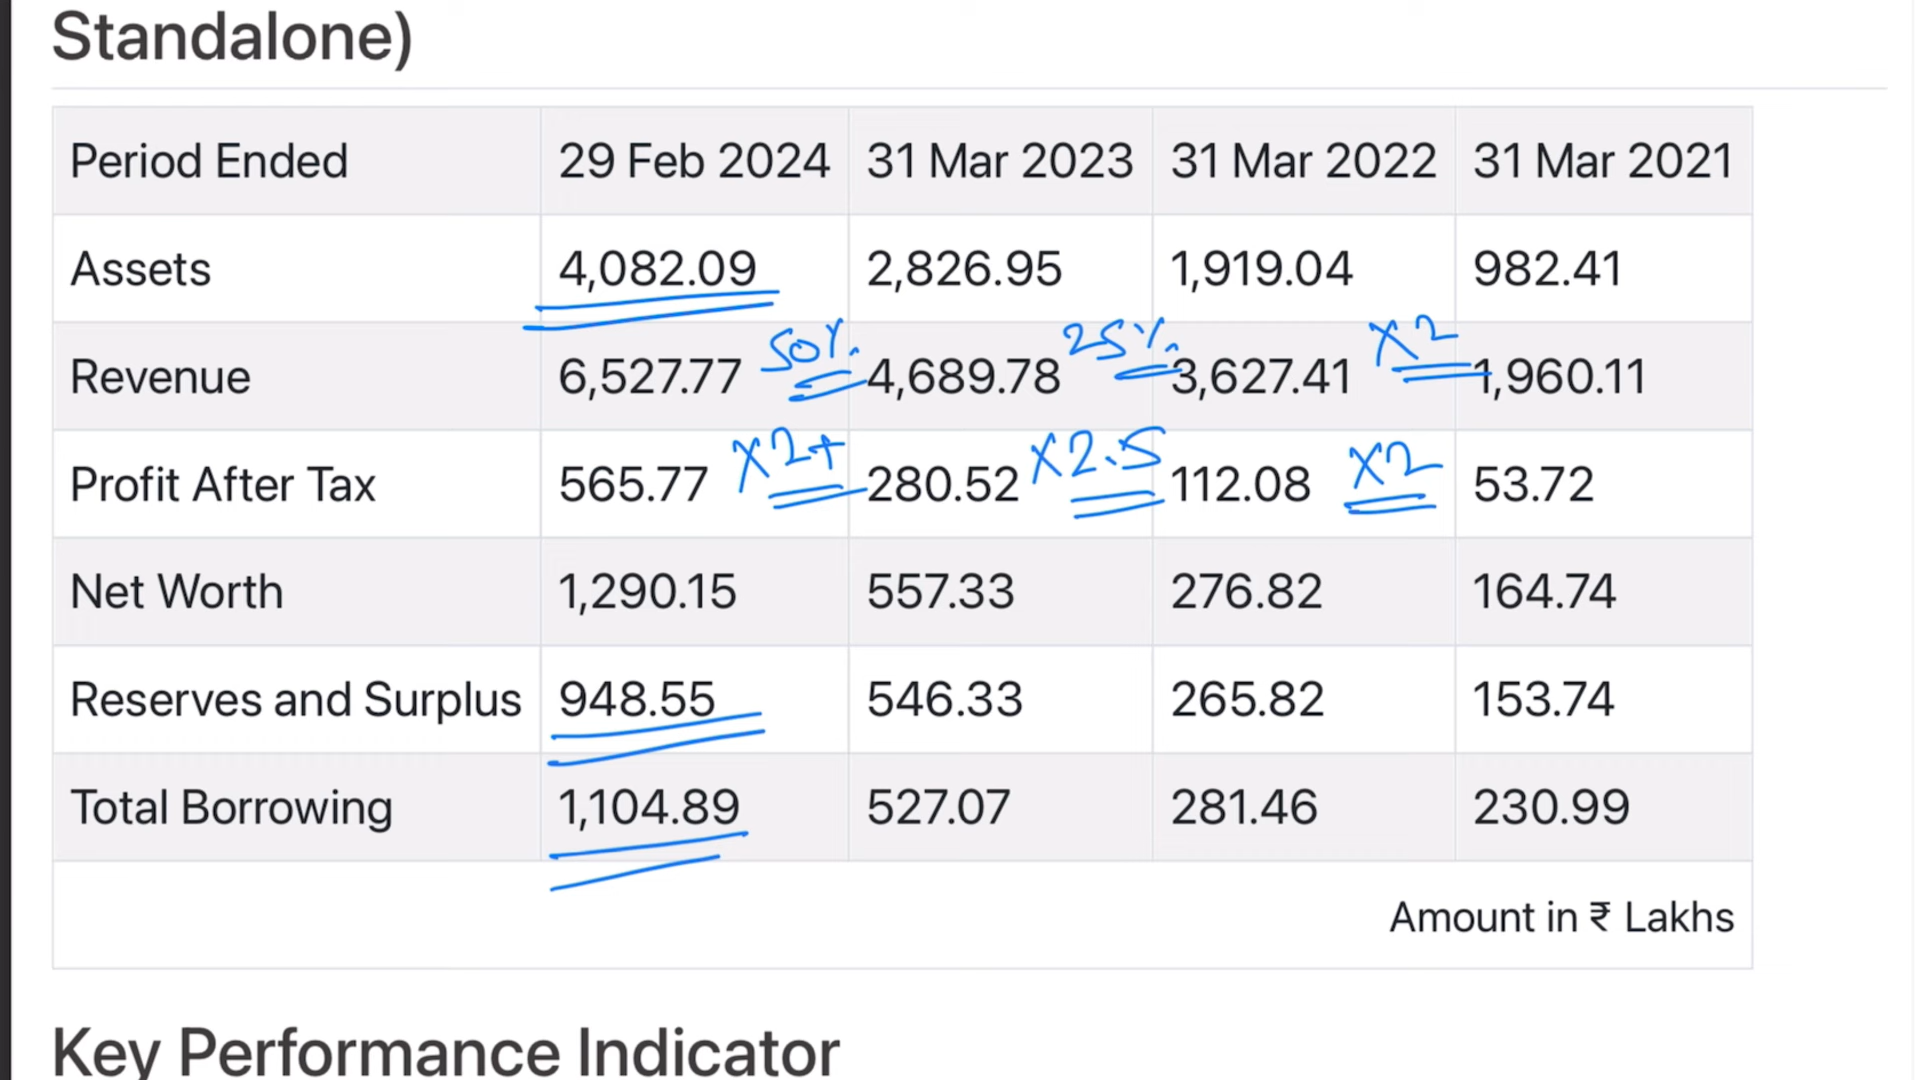 Standalone)
Period Ended 29 Feb 2024 31 Mar 2023 31 Mar 2022 31 Mar 2021
Assets 4,082.09 2,826.95 1,919.04 982.41
50% 25% X2
Revenue 6,527.77 4,689.78 3,627.41 1,960.11
X2+ X2.5 X2
Profit After Tax 565.77 280.52 112.08 53.72
Net Worth 1,290.15 557.33 276.82 164.74
Reserves and Surplus 948.55 546.33 265.82 153.74
Total Borrowing 1,104.89 527.07 281.46 230.99
Amount in ₹ Lakhs
Key Performance Indicator